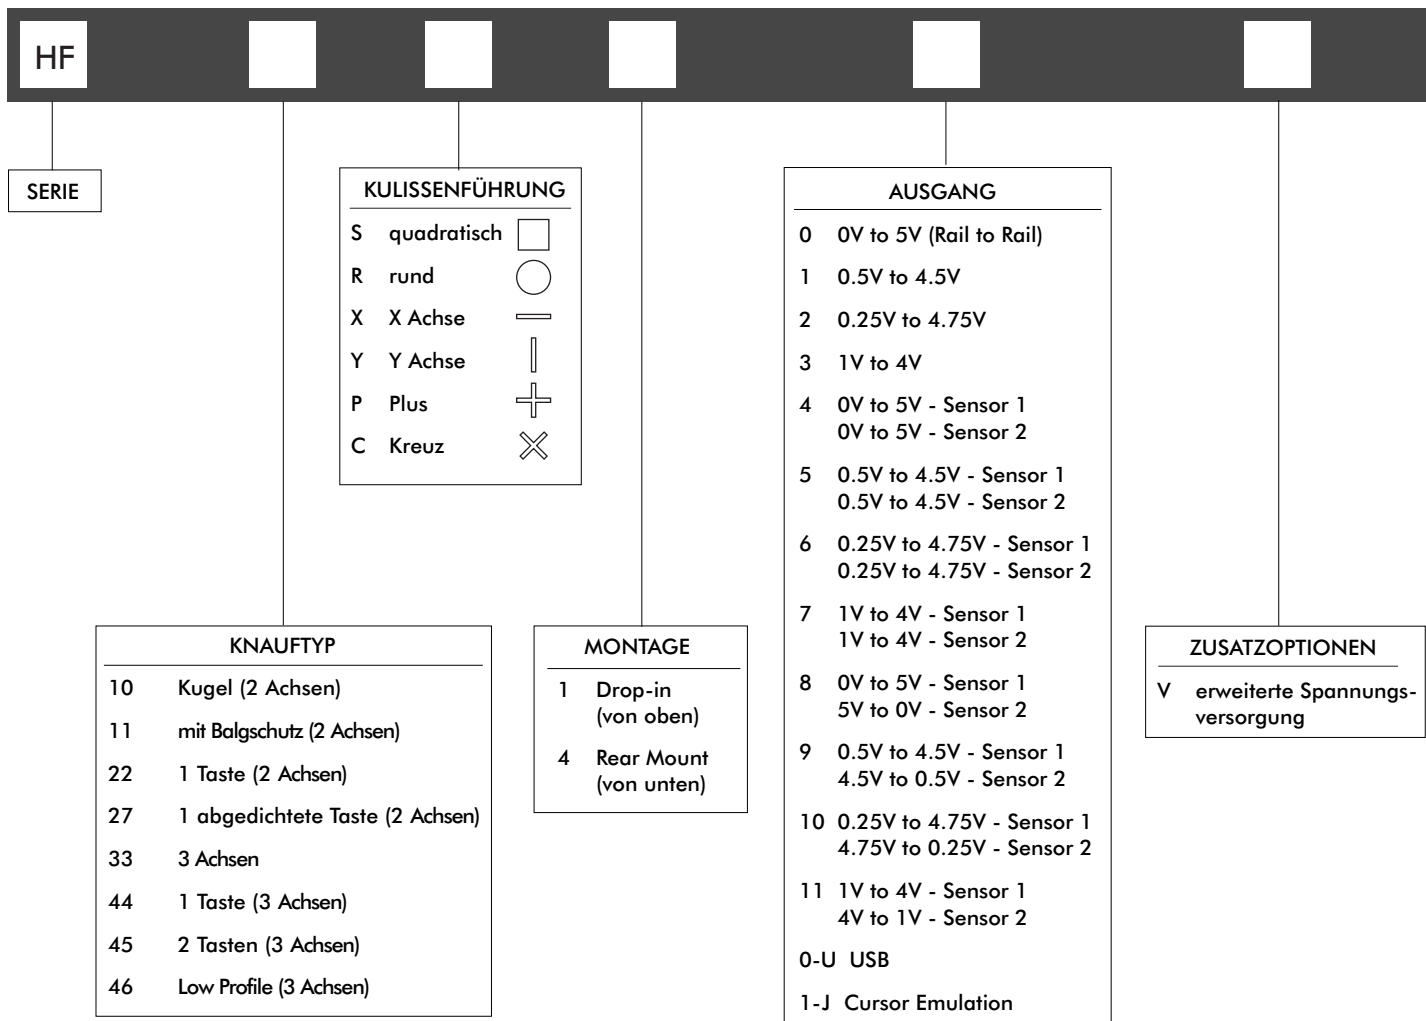 HF
SERIE
KULISSENFÜHRUNG
S quadratisch
R rund
X X Achse
Y Y Achse
P Plus
C Kreuz
AUSGANG
0 0V to 5V (Rail to Rail)
1 0.5V to 4.5V
2 0.25V to 4.75V
3 1V to 4V
4 0V to 5V - Sensor 1
0V to 5V - Sensor 2
5 0.5V to 4.5V - Sensor 1
0.5V to 4.5V - Sensor 2
6 0.25V to 4.75V - Sensor 1
0.25V to 4.75V - Sensor 2
7 1V to 4V - Sensor 1
1V to 4V - Sensor 2
8 0V to 5V - Sensor 1
5V to 0V - Sensor 2
9 0.5V to 4.5V - Sensor 1
4.5V to 0.5V - Sensor 2
10 0.25V to 4.75V - Sensor 1
4.75V to 0.25V - Sensor 2
11 1V to 4V - Sensor 1
4V to 1V - Sensor 2
0-U USB
1-J Cursor Emulation
KNAUFTYP
10 Kugel (2 Achsen)
11 mit Balgschutz (2 Achsen)
22 1 Taste (2 Achsen)
27 1 abgedichtete Taste (2 Achsen)
33 3 Achsen
44 1 Taste (3 Achsen)
45 2 Tasten (3 Achsen)
46 Low Profile (3 Achsen)
MONTAGE
1 Drop-in
(von oben)
4 Rear Mount
(von unten)
ZUSATZOPTIONEN
V erweiterte Spannungs-
versorgung